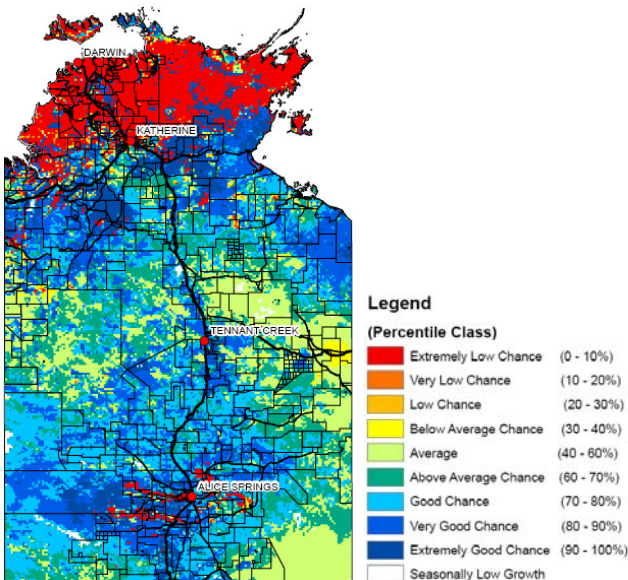 DARWIN
KATHERINE
TENNANT CREEK
ALICE SPRINGS
Legend
(Percentile Class)
Extremely Low Chance (0 - 10%)
Very Low Chance (10 - 20%)
Low Chance (20 - 30%)
Below Average Chance (30 - 40%)
Average (40 - 60%)
Above Average Chance (60 - 70%)
Good Chance (70 - 80%)
Very Good Chance (80 - 90%)
Extremely Good Chance (90 - 100%)
Seasonally Low Growth